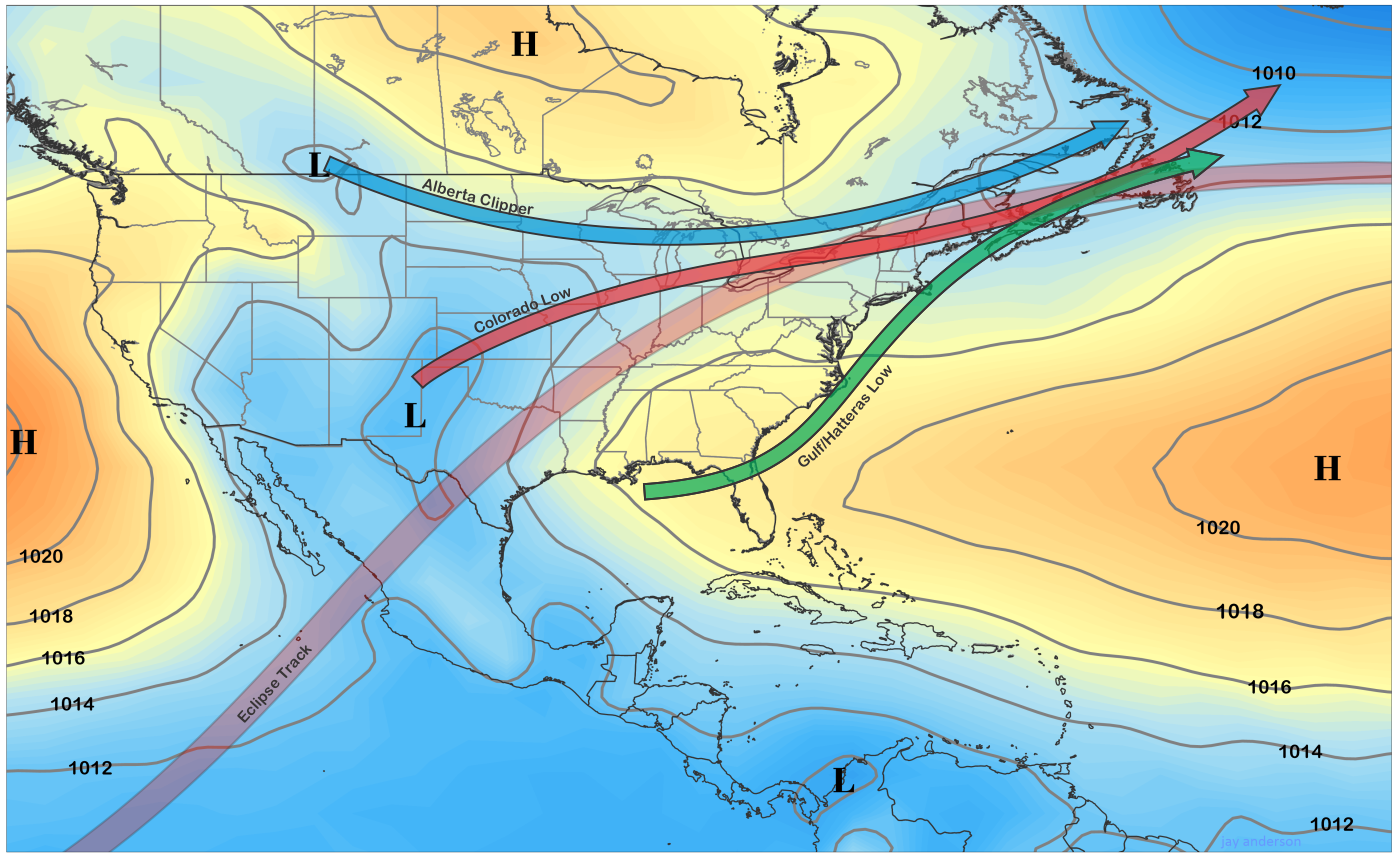 H
1010
1012
L
Alberta Clipper
Colorado Low
L
Gulf/Hatteras Low
H
H
1020
1020
1018
1018
1016
Eclipse Track
1016
1014
1014
1012
L
1012
jay anderson